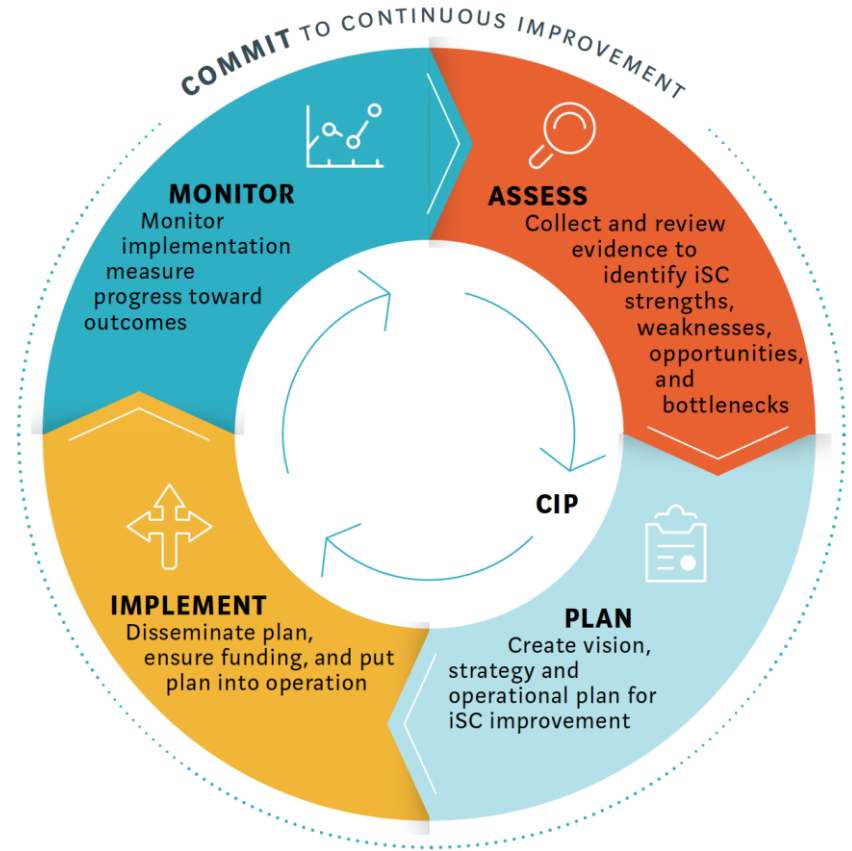 COMMIT TO CONTINUOUS IMPROVEMENT
MONITOR
Monitor
implementation
measure
progress toward
outcomes
ASSESS
Collect and review
evidence to
identify iSC
strengths,
weaknesses,
opportunities,
and
bottlenecks
CIP
IMPLEMENT
Disseminate plan,
ensure funding, and put
plan into operation
PLAN
Create vision,
strategy and
operational plan for
iSC improvement